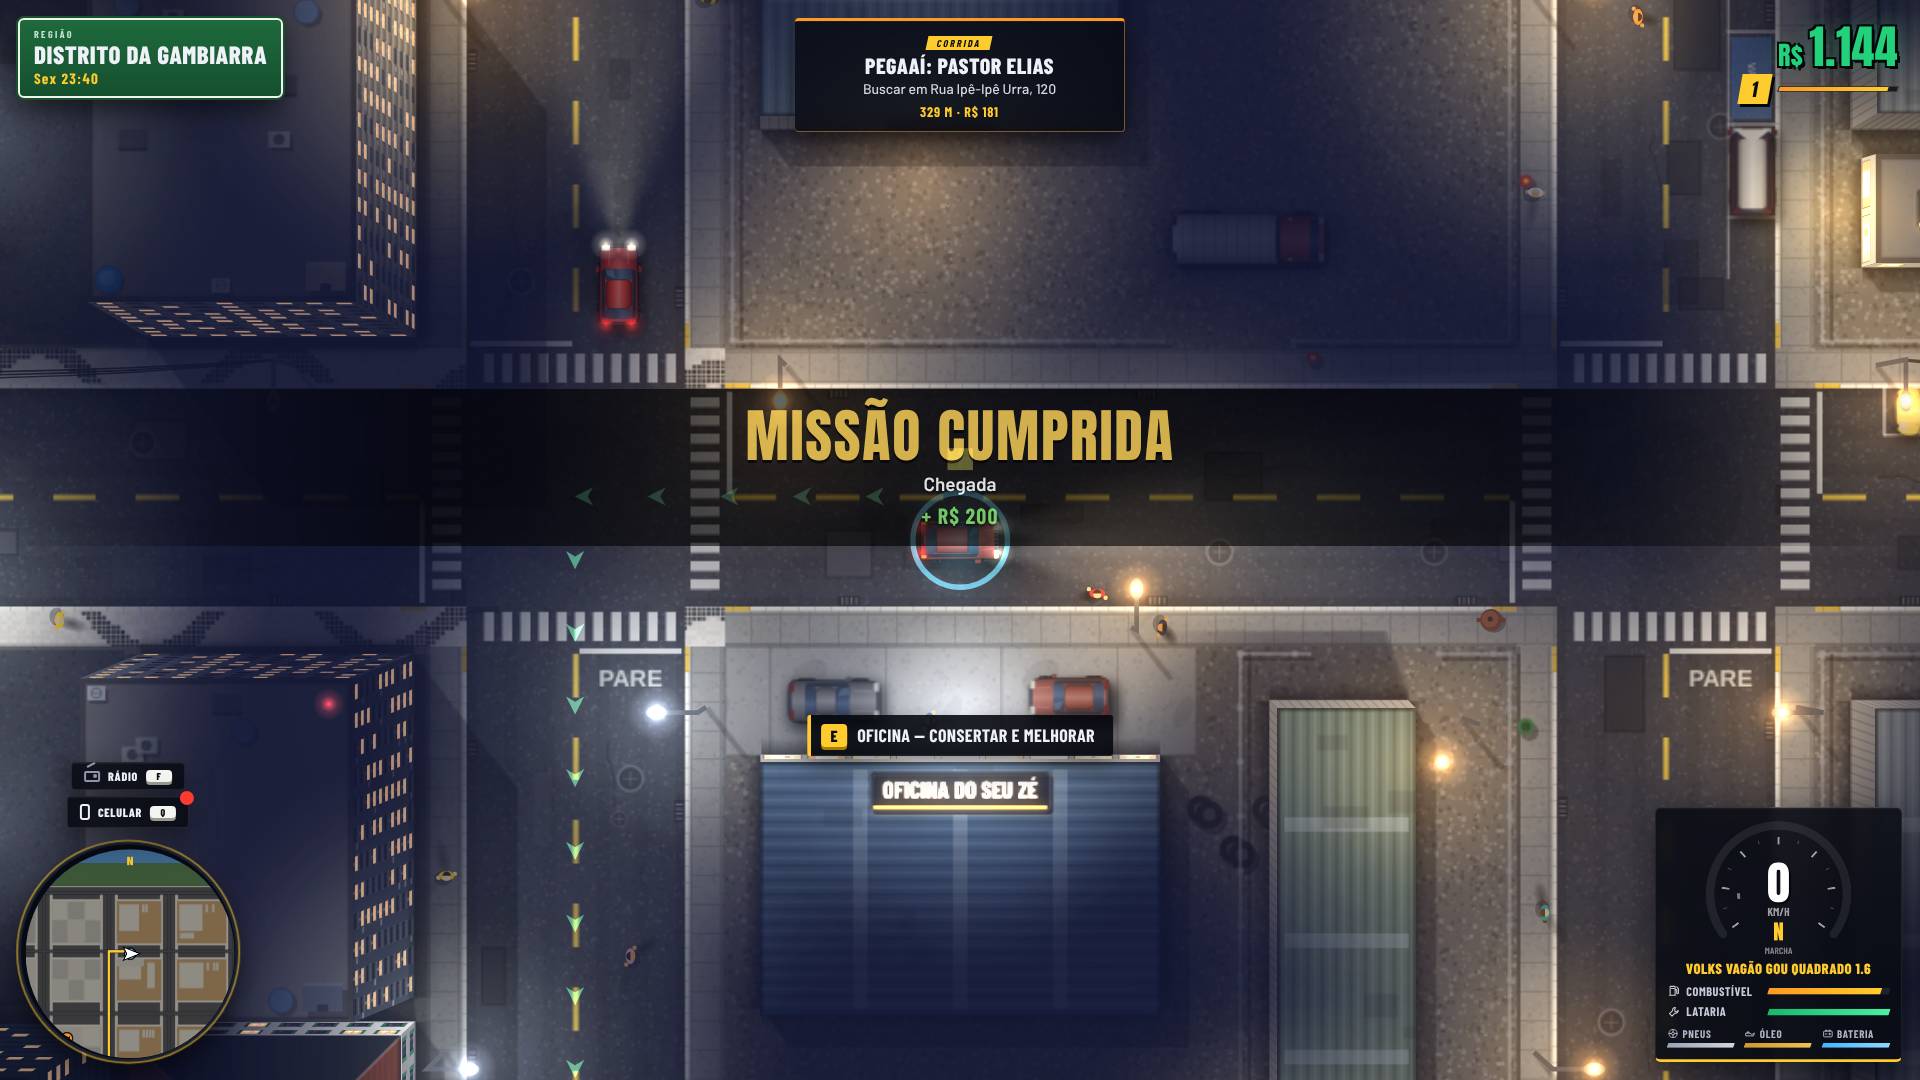 REGIÃO
DISTRITO DA GAMBIARRA
Sex 23:40
CORRIDA
PEGAAÍ: PASTOR ELIAS
Buscar em Rua Ipê-Ipê Urra, 120
329 M · R$ 181
R$ 1.144
1
MISSÃO CUMPRIDA
Chegada
+ R$ 200
PARE
PARE
E OFICINA – CONSERTAR E MELHORAR
OFICINA DO SEU ZÉ
RÁDIO F
CELULAR Q
N
0
KM/H
N
MARCHA
VOLKS VAGÃO GOU QUADRADO 1.6
COMBUSTÍVEL
LATARIA
PNEUS ÓLEO BATERIA